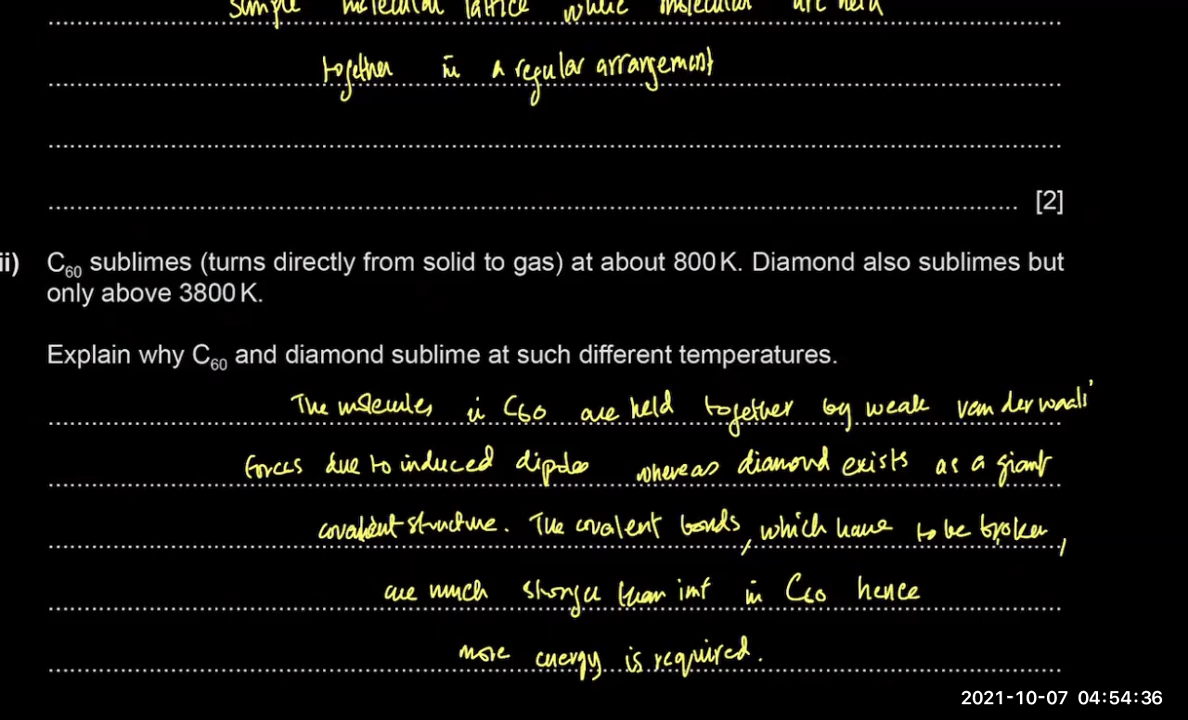 simple molecular lattice where molecular are held
together in a regular arrangement
[2]
ii) C60 sublimes (turns directly from solid to gas) at about 800 K. Diamond also sublimes but
only above 3800 K.
Explain why C60 and diamond sublime at such different temperatures.
The molecules in C60 are held together by weak van der waals'
forces due to induced dipoles whereas diamond exists as a giant
covalent structure. The covalent bonds, which have to be broken,
are much stronger than imf in C60 hence
more energy is required.
2021-10-07 04:54:36